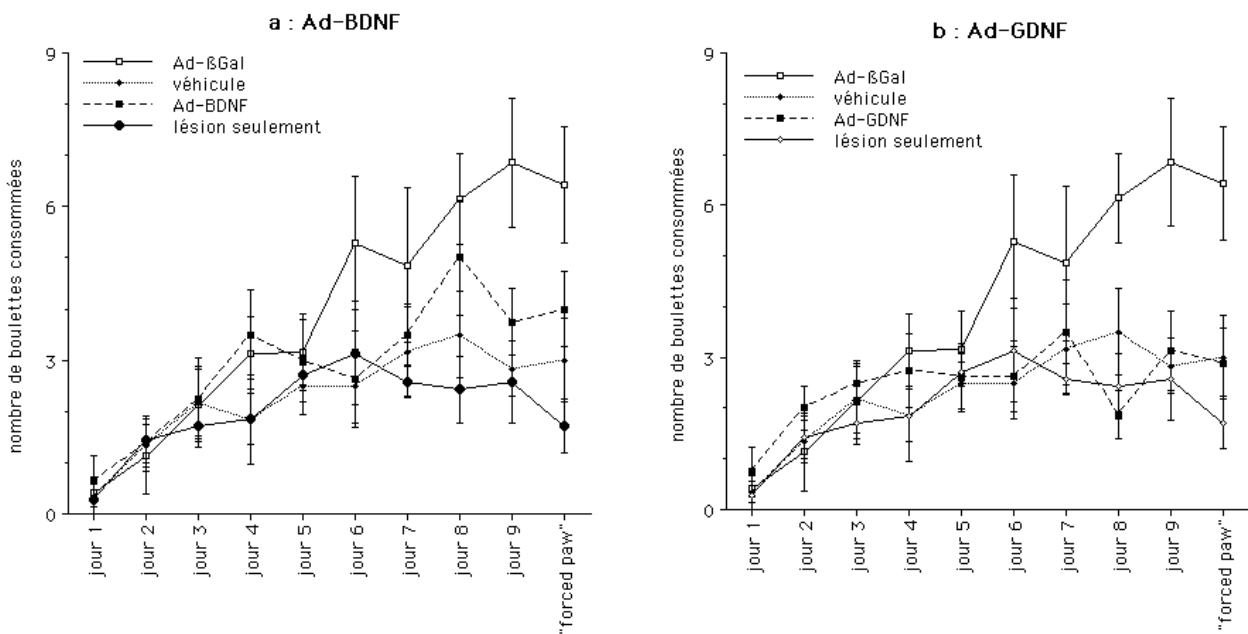 a : Ad-BDNF
9
6
3
0
nombre de boulettes consommées
Ad-ßGal
véhicule
Ad-BDNF
lésion seulement
jour 1
jour 2
jour 3
jour 4
jour 5
jour 6
jour 7
jour 8
jour 9
"forced paw"
b : Ad-GDNF
9
6
3
0
nombre de boulettes consommées
Ad-ßGal
véhicule
Ad-GDNF
lésion seulement
jour 1
jour 2
jour 3
jour 4
jour 5
jour 6
jour 7
jour 8
jour 9
"forced paw"